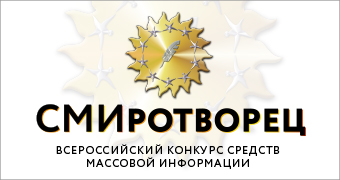 СМИРОТВОРЕЦ
ВСЕРОССИЙСКИЙ КОНКУРС СРЕДСТВ
МАССОВОЙ ИНФОРМАЦИИ